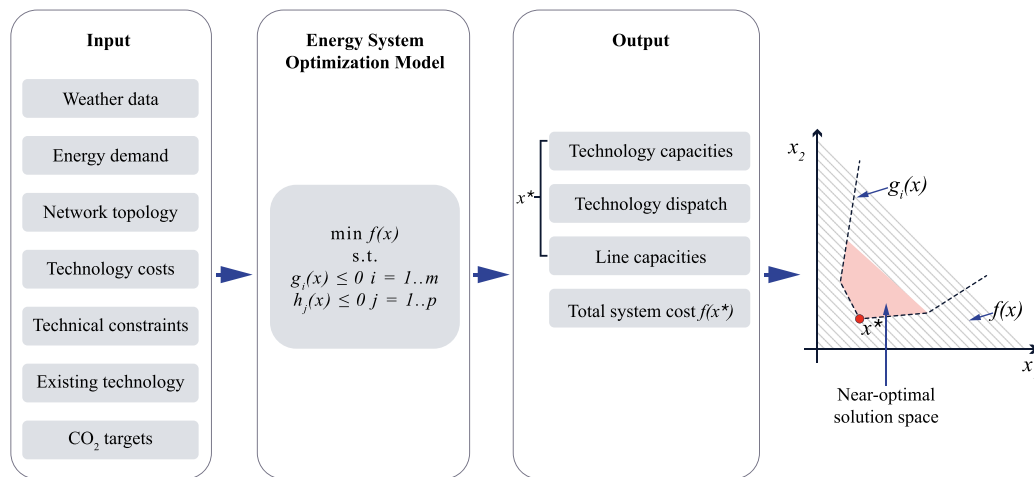 Input
Weather data
Energy demand
Network topology
Technology costs
Technical constraints
Existing technology
CO₂ targets
Energy System
Optimization Model
min f(x)
s.t.
gᵢ(x) ≤ 0 i = 1..m
hⱼ(x) ≤ 0 j = 1..p
Output
x*
Technology capacities
Technology dispatch
Line capacities
Total system cost f(x*)
x₂
gᵢ(x)
f(x)
x*
x
Near-optimal
solution space